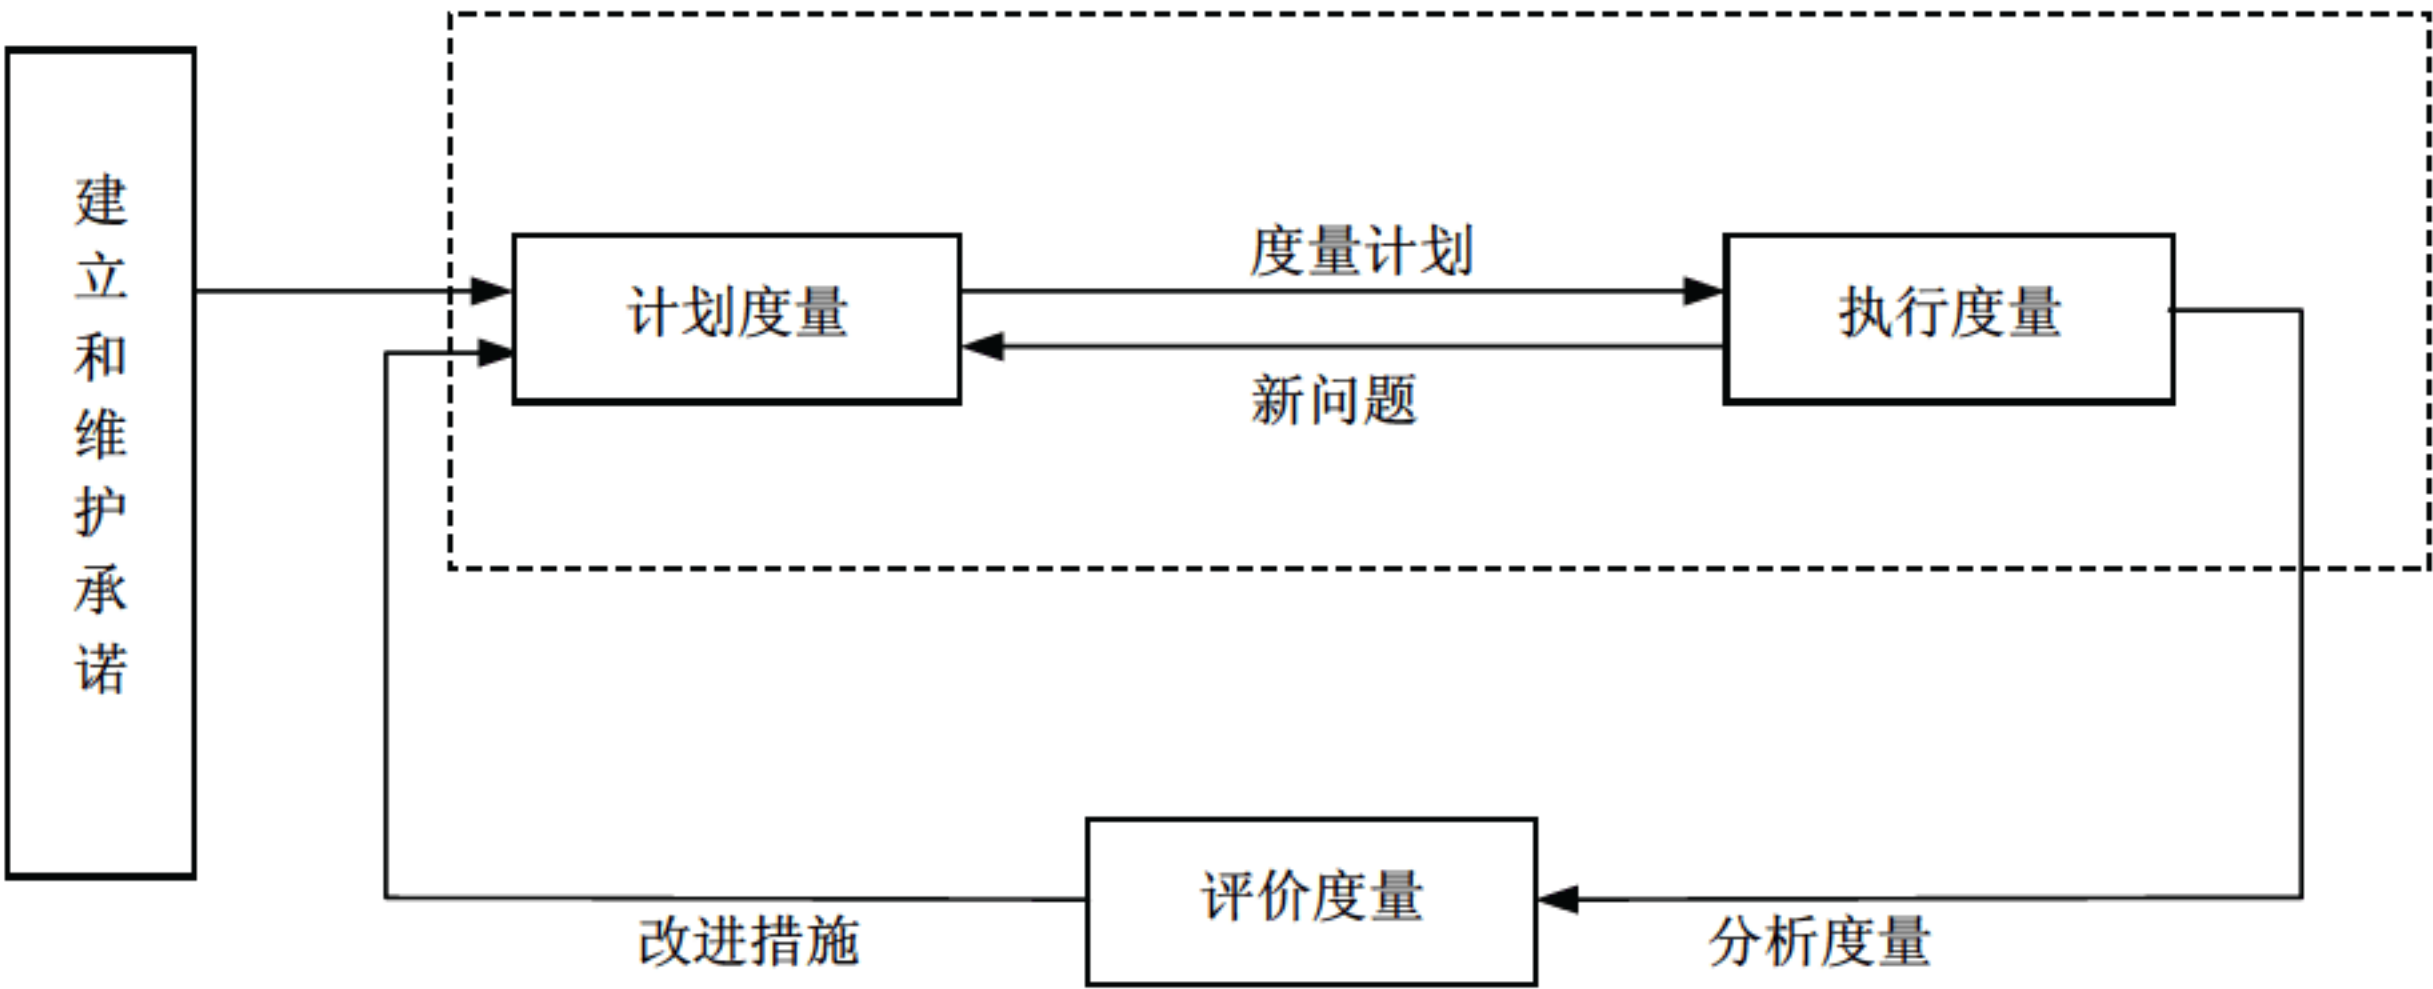 建立和维护承诺
度量计划
计划度量
执行度量
新问题
评价度量
改进措施
分析度量